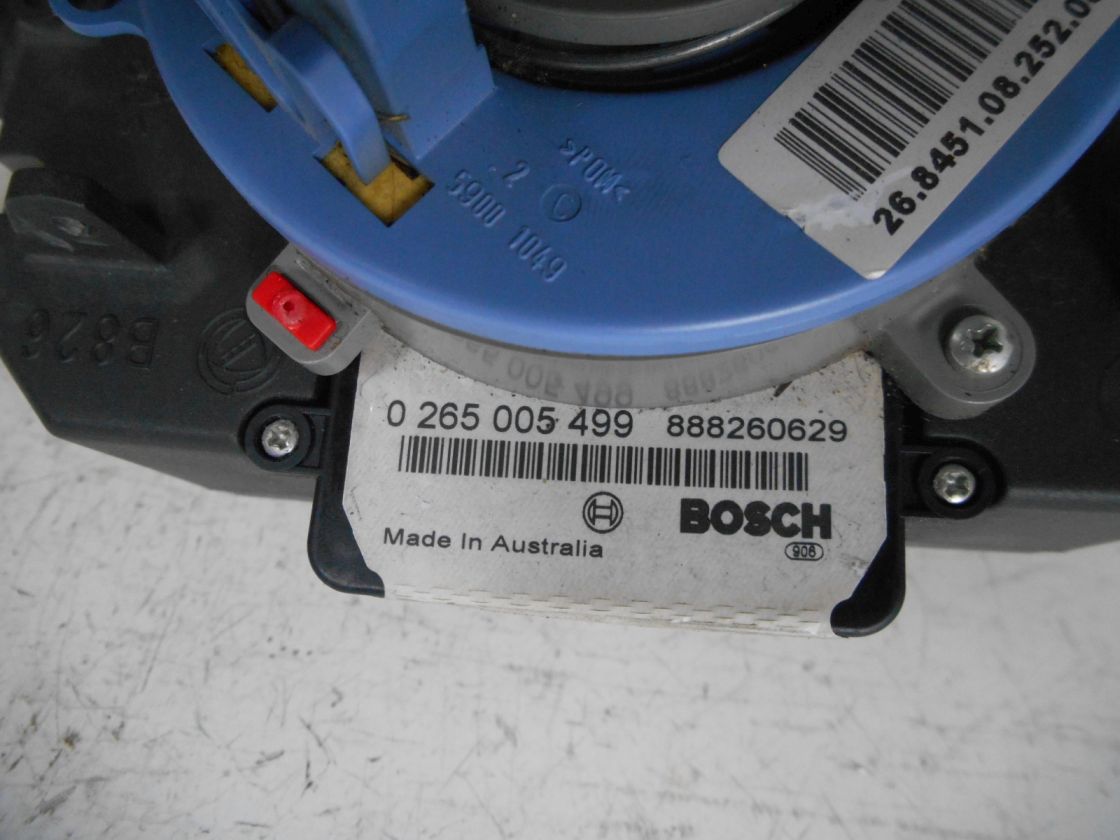 26.8451.08.252.0
>POM<
2 C
5900 1049
B826
0 265 005 499 888260629
BOSCH
Made In Australia
906